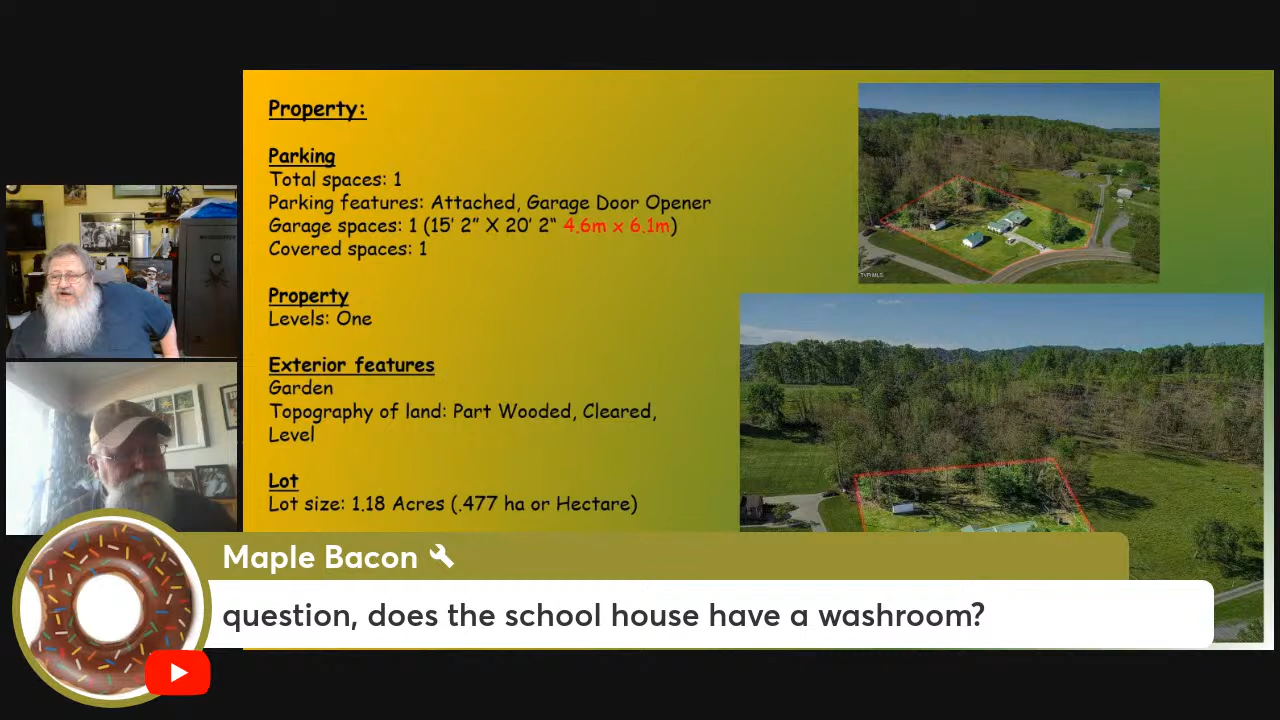 Property:
Parking
Total spaces: 1
Parking features: Attached, Garage Door Opener
Garage spaces: 1 (15' 2” X 20' 2“ 4.6m x 6.1m)
Covered spaces: 1
Property
Levels: One
Exterior features
Garden
Topography of land: Part Wooded, Cleared,
Level
Lot
Lot size: 1.18 Acres (.477 ha or Hectare)
Maple Bacon
question, does the school house have a washroom?